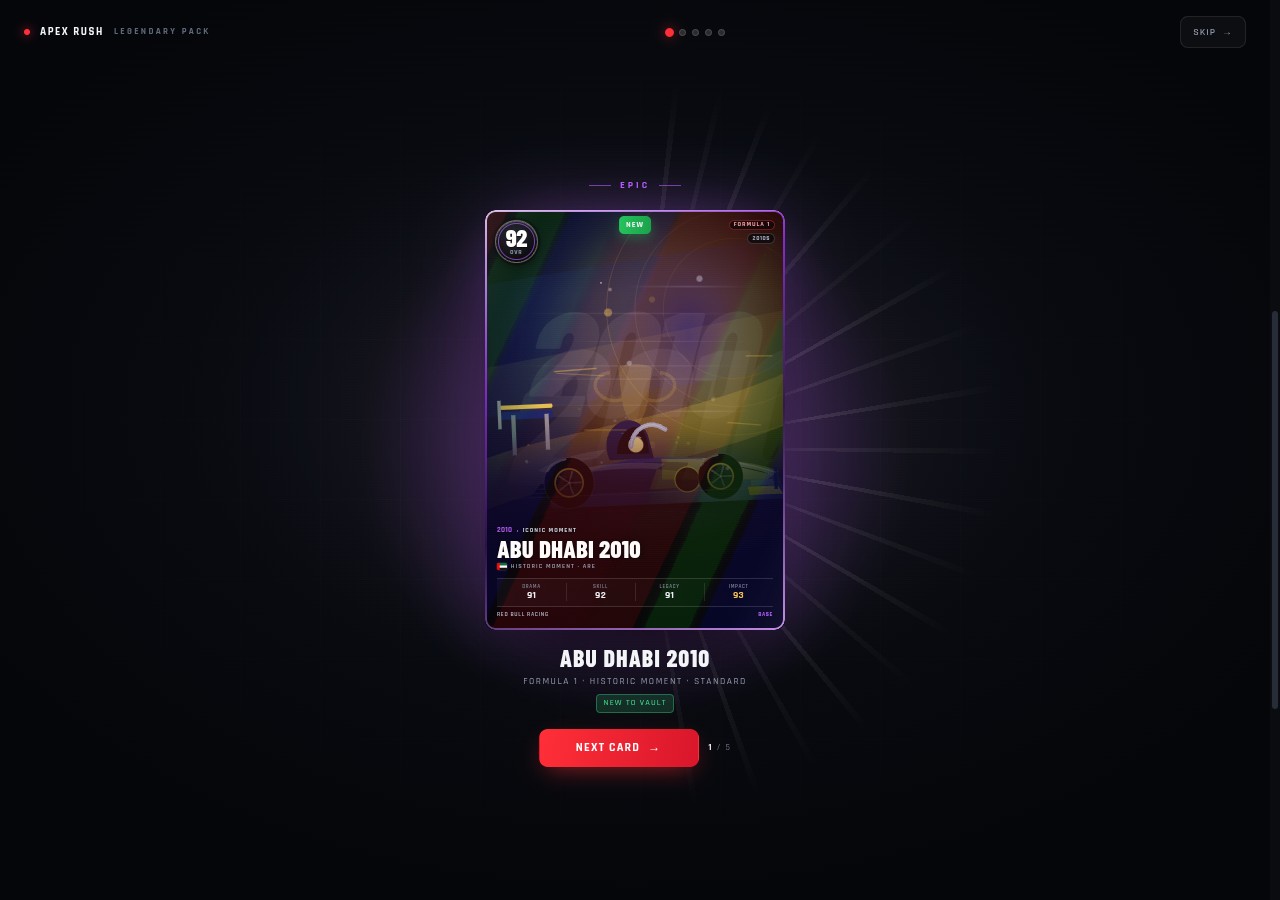 APEX RUSH LEGENDARY PACK
SKIP →
EPIC
92
OVR
NEW
FORMULA 1
2010S
2010
2010 · ICONIC MOMENT
ABU DHABI 2010
HISTORIC MOMENT · ARE
DRAMA SKILL LEGACY IMPACT
91 92 91 93
RED BULL RACING BASE
ABU DHABI 2010
FORMULA 1 · HISTORIC MOMENT · STANDARD
NEW TO VAULT
NEXT CARD → 1 / 5